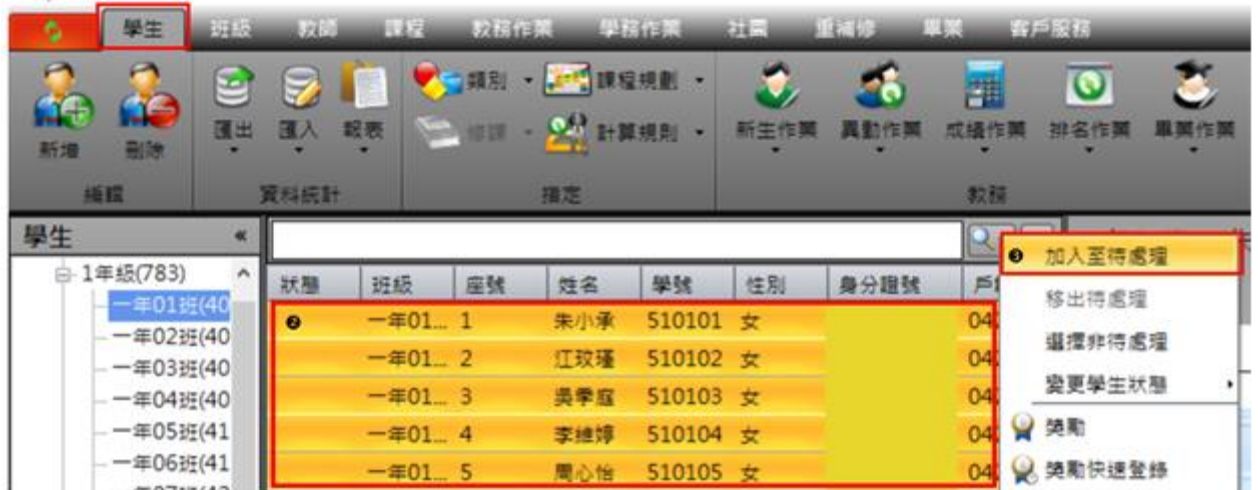 學生 班級 教師 課程 教務作業 學務作業 社團 重補修 畢業 客戶服務
新增 刪除 匯出 匯入 報表 類別 課程規劃 修課 計算規則 新生作業 異動作業 成績作業 排名作業 畢業作業
編輯 資料統計 指定 教務
學生 «
1年級(783)
一年01班(40
一年02班(40
一年03班(40
一年04班(40
一年05班(41
一年06班(41
狀態 班級 座號 姓名 學號 性別 身分證號
❷ 一年01... 1 朱小承 510101 女 04
一年01... 2 江玟瑾 510102 女 04
一年01... 3 吳季庭 510103 女 04
一年01... 4 李維婷 510104 女 04
一年01... 5 周心怡 510105 女 04
❸ 加入至待處理
移出待處理
選擇非待處理
變更學生狀態
獎勵
獎勵快速登錄